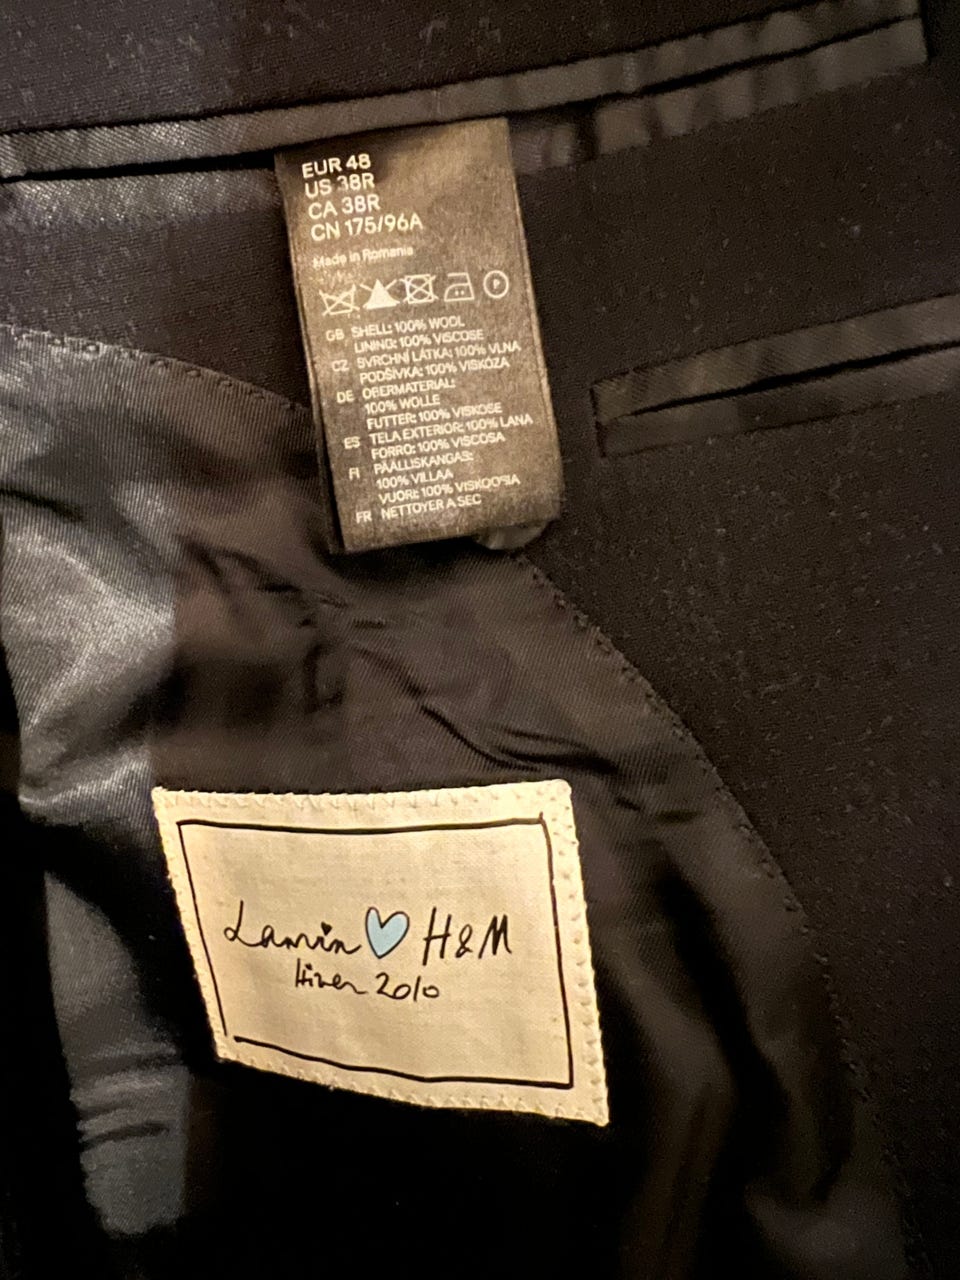 EUR 48
US 38R
CA 38R
CN 175/96A
Made in Romania
P
GB SHELL: 100% WOOL
LINING: 100% VISCOSE
CZ SVRCHNÍ LÁTKA: 100% VLNA
PODŠÍVKA: 100% VISKÓZA
DE OBERMATERIAL:
100% WOLLE
FUTTER: 100% VISKOSE
ES TELA EXTERIOR: 100% LANA
FORRO: 100% VISCOSA
FI PÄÄLLISKANGAS:
100% VILLAA
VUORI: 100% VISKOOSIA
FR NETTOYER A SEC
Lanvin H&M
Hiver 2010